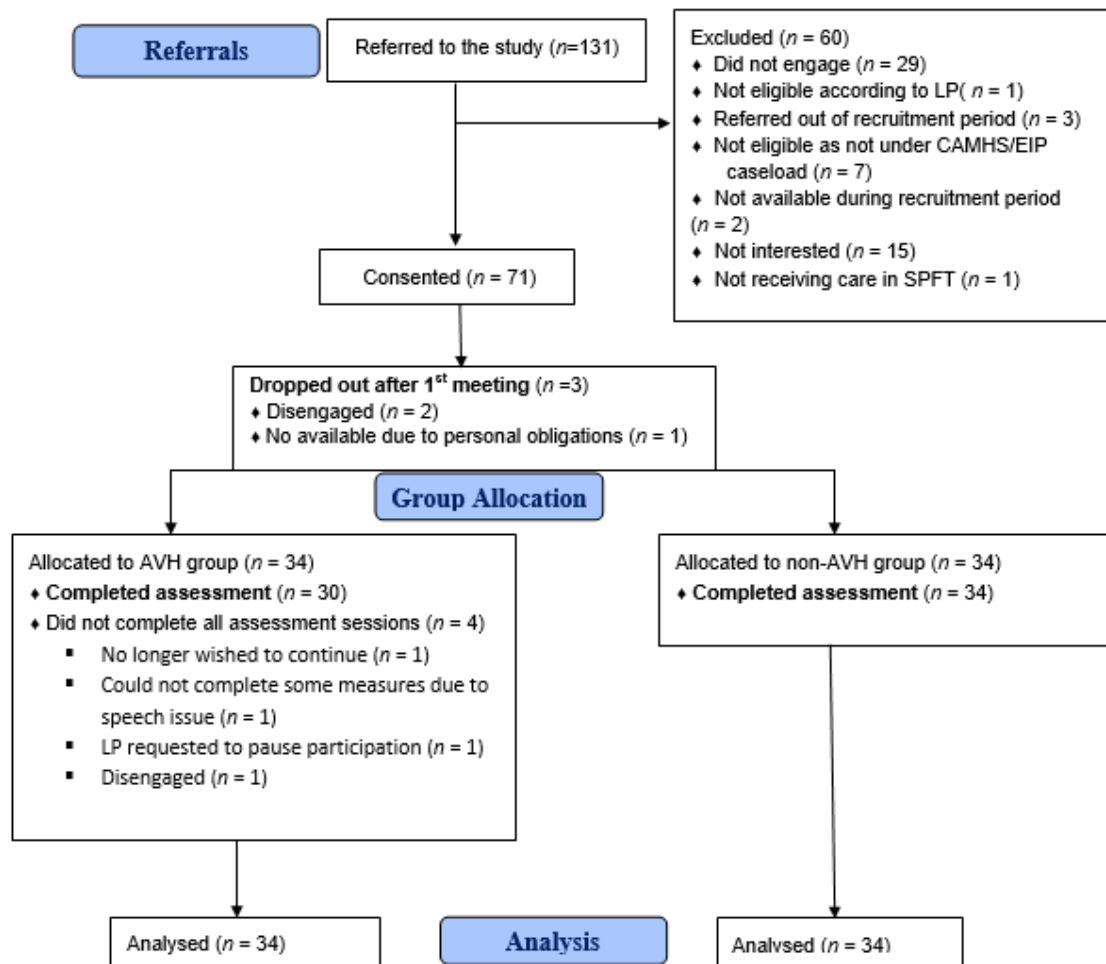 Referrals
Referred to the study (n=131)
Excluded (n = 60)
♦ Did not engage (n = 29)
♦ Not eligible according to LP( n = 1)
♦ Referred out of recruitment period (n = 3)
♦ Not eligible as not under CAMHS/EIP
caseload (n = 7)
♦ Not available during recruitment period
(n = 2)
♦ Not interested (n = 15)
♦ Not receiving care in SPFT (n = 1)
Consented (n = 71)
Dropped out after 1st meeting (n =3)
♦ Disengaged (n = 2)
♦ No available due to personal obligations (n = 1)
Group Allocation
Allocated to AVH group (n = 34)
♦ Completed assessment (n = 30)
♦ Did not complete all assessment sessions (n = 4)
▪ No longer wished to continue (n = 1)
▪ Could not complete some measures due to
speech issue (n = 1)
▪ LP requested to pause participation (n = 1)
▪ Disengaged (n = 1)
Allocated to non-AVH group (n = 34)
♦ Completed assessment (n = 34)
Analysed (n = 34)
Analysis
Analysed (n = 34)